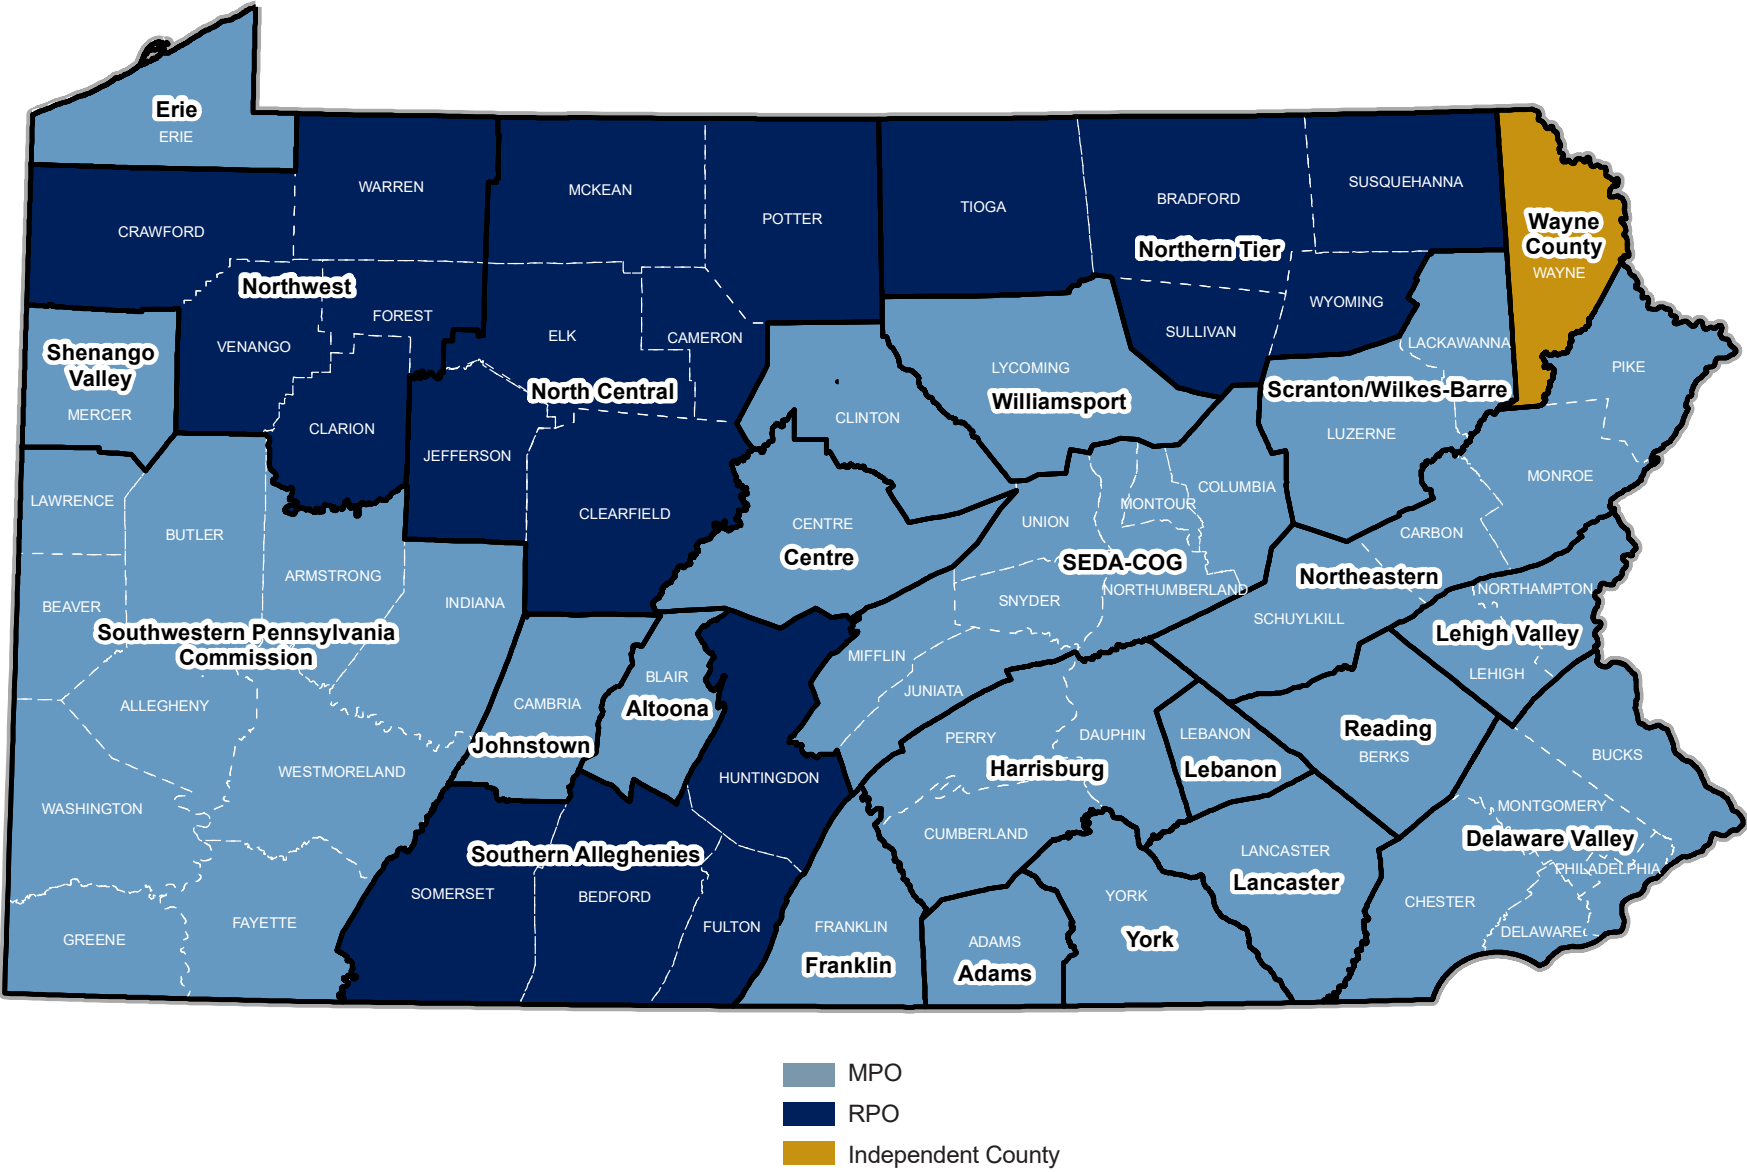 Erie
ERIE
WARREN
MCKEAN
POTTER
TIOGA
BRADFORD
SUSQUEHANNA
Wayne
County
WAYNE
CRAWFORD
Northwest
Northern Tier
FOREST
VENANGO
ELK
CAMERON
SULLIVAN
WYOMING
LACKAWANNA
PIKE
Shenango
Valley
MERCER
CLARION
North Central
JEFFERSON
CLINTON
LYCOMING
Williamsport
Scranton/Wilkes-Barre
LUZERNE
MONROE
LAWRENCE
BUTLER
ARMSTRONG
INDIANA
CLEARFIELD
CENTRE
Centre
UNION
MONTOUR
COLUMBIA
SEDA-COG
NORTHUMBERLAND
SNYDER
CARBON
Northeastern
SCHUYLKILL
NORTHAMPTON
Lehigh Valley
LEHIGH
BEAVER
Southwestern Pennsylvania
Commission
ALLEGHENY
WESTMORELAND
WASHINGTON
GREENE
FAYETTE
CAMBRIA
Johnstown
BLAIR
Altoona
HUNTINGDON
MIFFLIN
JUNIATA
PERRY
DAUPHIN
Harrisburg
CUMBERLAND
LEBANON
Lebanon
Reading
BERKS
BUCKS
MONTGOMERY
Delaware Valley
PHILADELPHIA
CHESTER
DELAWARE
Southern Alleghenies
SOMERSET
BEDFORD
FULTON
FRANKLIN
Franklin
ADAMS
Adams
YORK
York
LANCASTER
Lancaster
MPO
RPO
Independent County